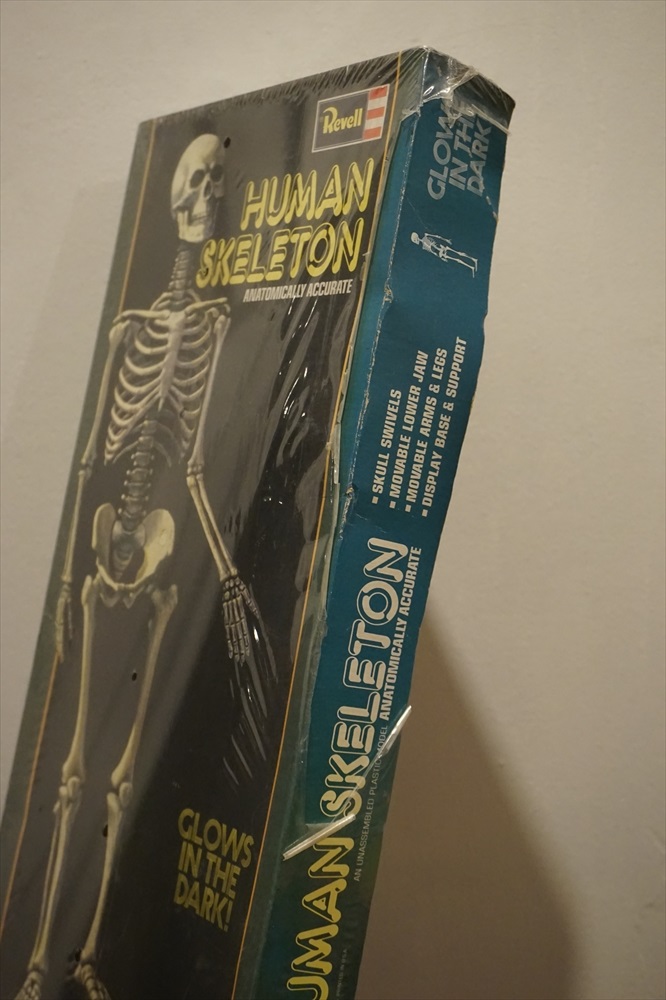 Revell
HUMAN
SKELETON
ANATOMICALLY ACCURATE
GLOWS
IN THE
DARK!
GLOWS
IN THE
DARK
▪ SKULL SWIVELS
▪ MOVABLE LOWER JAW
▪ MOVABLE ARMS & LEGS
▪ DISPLAY BASE & SUPPORT
UMAN SKELETON
ANATOMICALLY ACCURATE
AN UNASSEMBLED PLASTIC MODEL